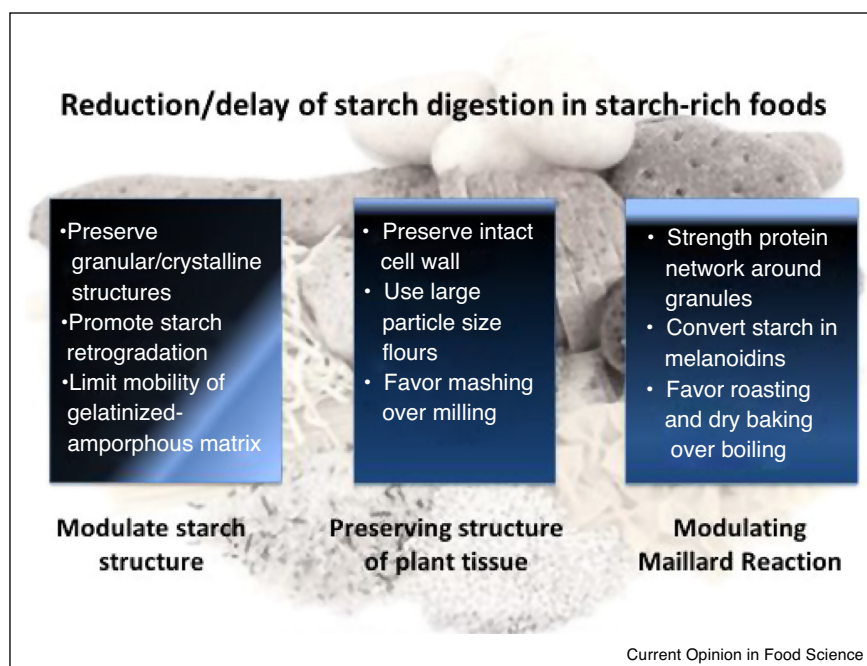 Reduction/delay of starch digestion in starch-rich foods
•Preserve
granular/crystalline
structures
•Promote starch
retrogradation
•Limit mobility of
gelatinized-
amporphous matrix
• Preserve intact
cell wall
• Use large
particle size
flours
• Favor mashing
over milling
• Strength protein
network around
granules
• Convert starch in
melanoidins
• Favor roasting
and dry baking
over boiling
Modulate starch
structure
Preserving structure
of plant tissue
Modulating
Maillard Reaction
Current Opinion in Food Science